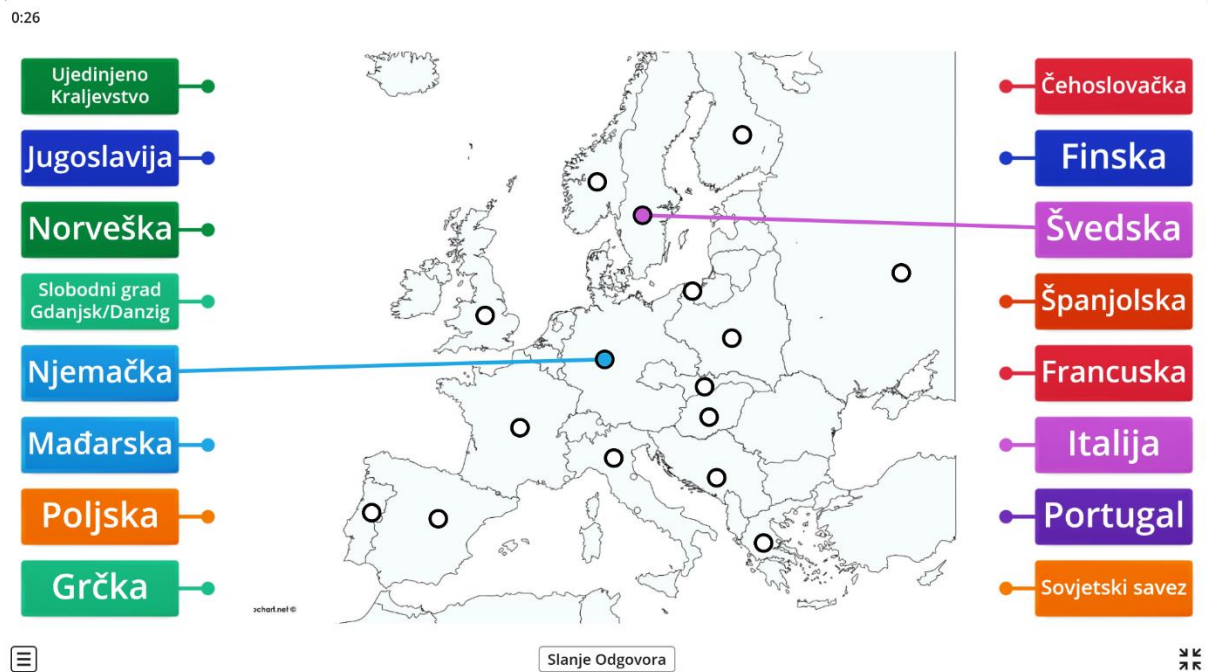 0:26
Ujedinjeno
Kraljevstvo
Jugoslavija
Norveška
Slobodni grad
Gdanjsk/Danzig
Njemačka
Mađarska
Poljska
Grčka
Čehoslovačka
Finska
Švedska
Španjolska
Francuska
Italija
Portugal
Sovjetski savez
Slanje Odgovora